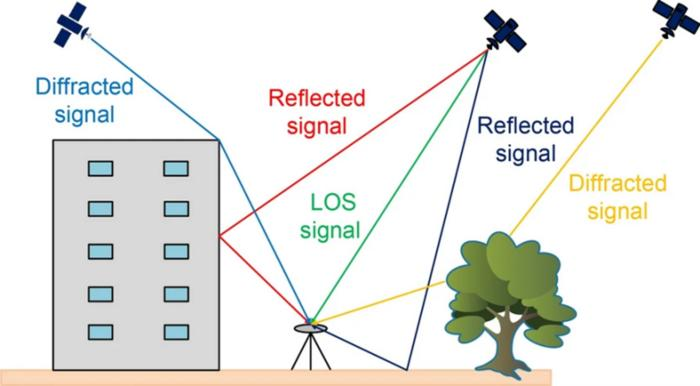 Diffracted
signal
Reflected
signal
LOS
signal
Reflected
signal
Diffracted
signal